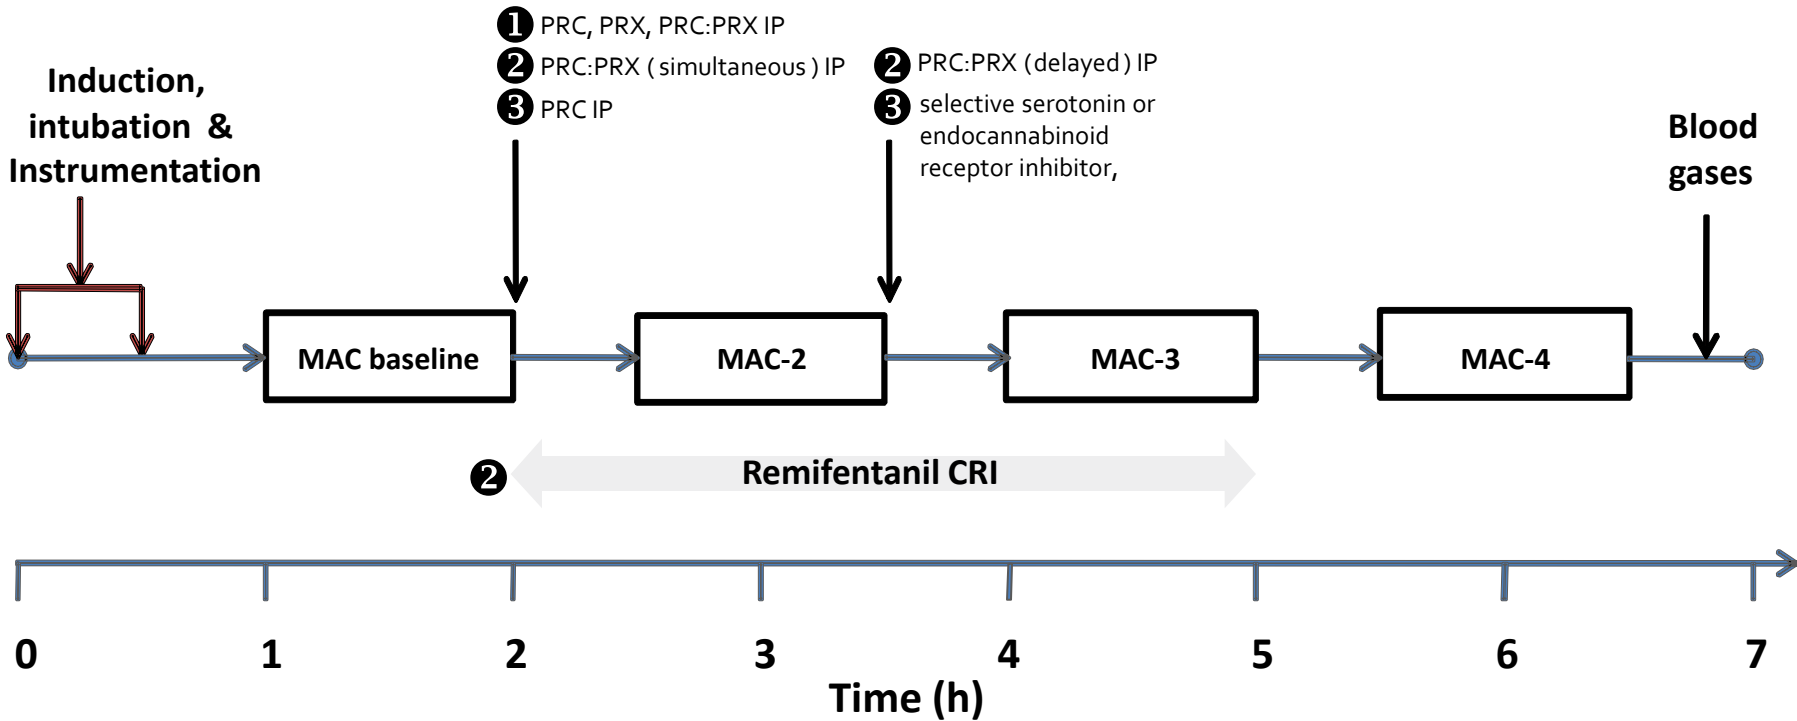 ❶ PRC, PRX, PRC:PRX IP
❷ PRC:PRX ( simultaneous ) IP
❸ PRC IP
❷ PRC:PRX (delayed) IP
❸ selective serotonin or
endocannabinoid
receptor inhibitor,
Induction,
intubation &
Instrumentation
Blood
gases
MAC baseline
MAC-2
MAC-3
MAC-4
❷ Remifentanil CRI
0 1 2 3 4 5 6 7
Time (h)